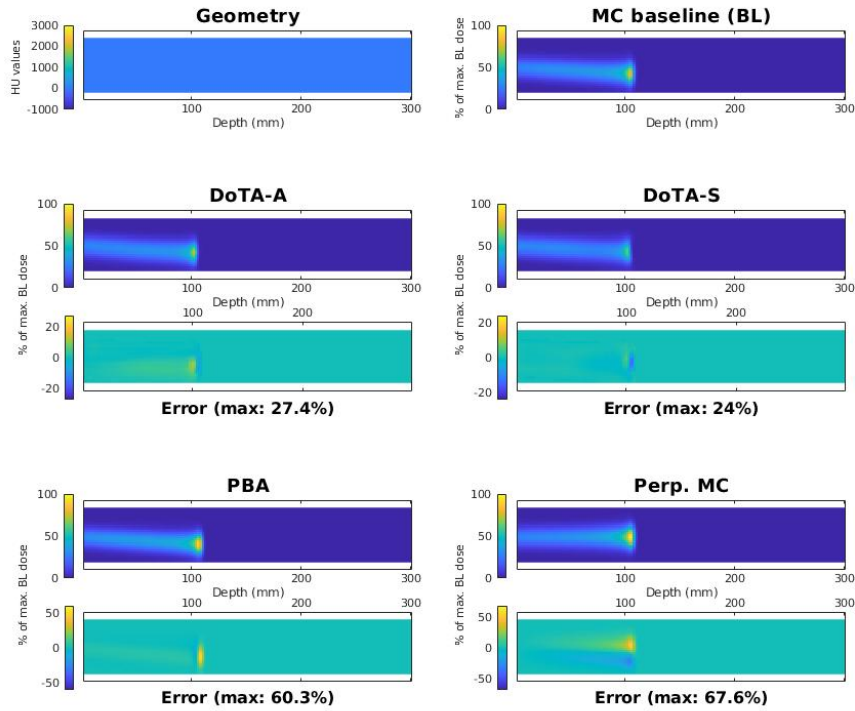 Geometry
3000
2000
1000
0
-1000
HU values
100 200 300
Depth (mm)
MC baseline (BL)
100
50
0
% of max. BL dose
100 200 300
Depth (mm)
DoTA-A
100
50
0
% of max. BL dose
100 200 300
Depth (mm)
100 200
20
0
-20
Error (max: 27.4%)
DoTA-S
100
50
0
% of max. BL dose
100 200 300
Depth (mm)
100 200
20
0
-20
Error (max: 24%)
PBA
100
50
0
% of max. BL dose
100 200 300
Depth (mm)
50
0
-50
100 200 300
Error (max: 60.3%)
Perp. MC
100
50
0
% of max. BL dose
100 200 300
Depth (mm)
50
0
-50
100 200 300
Error (max: 67.6%)